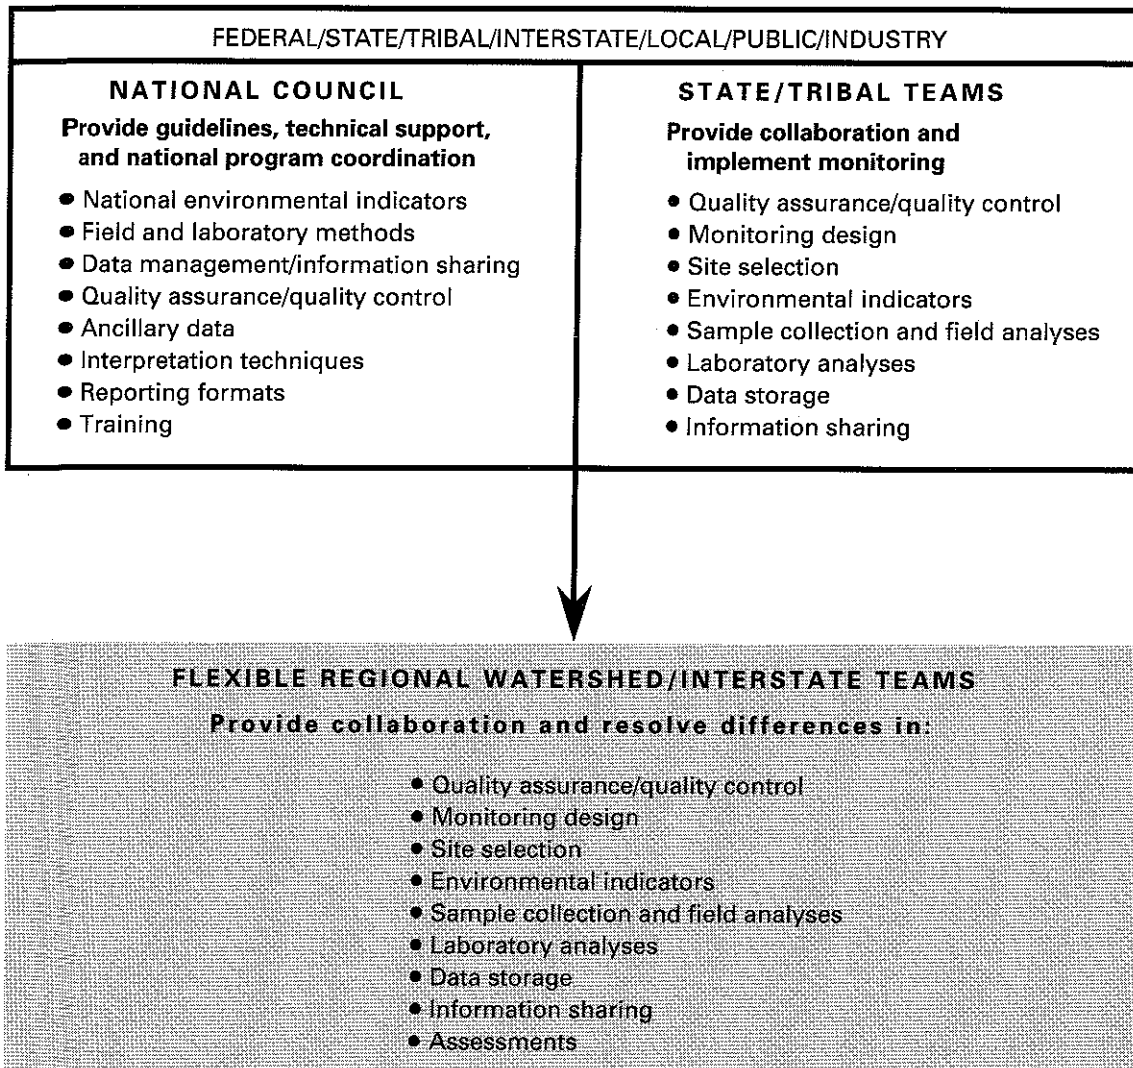 FEDERAL/STATE/TRIBAL/INTERSTATE/LOCAL/PUBLIC/INDUSTRY
NATIONAL COUNCIL
Provide guidelines, technical support,
and national program coordination
● National environmental indicators
● Field and laboratory methods
● Data management/information sharing
● Quality assurance/quality control
● Ancillary data
● Interpretation techniques
● Reporting formats
● Training
STATE/TRIBAL TEAMS
Provide collaboration and
implement monitoring
● Quality assurance/quality control
● Monitoring design
● Site selection
● Environmental indicators
● Sample collection and field analyses
● Laboratory analyses
● Data storage
● Information sharing
FLEXIBLE REGIONAL WATERSHED/INTERSTATE TEAMS
Provide collaboration and resolve differences in:
● Quality assurance/quality control
● Monitoring design
● Site selection
● Environmental indicators
● Sample collection and field analyses
● Laboratory analyses
● Data storage
● Information sharing
● Assessments